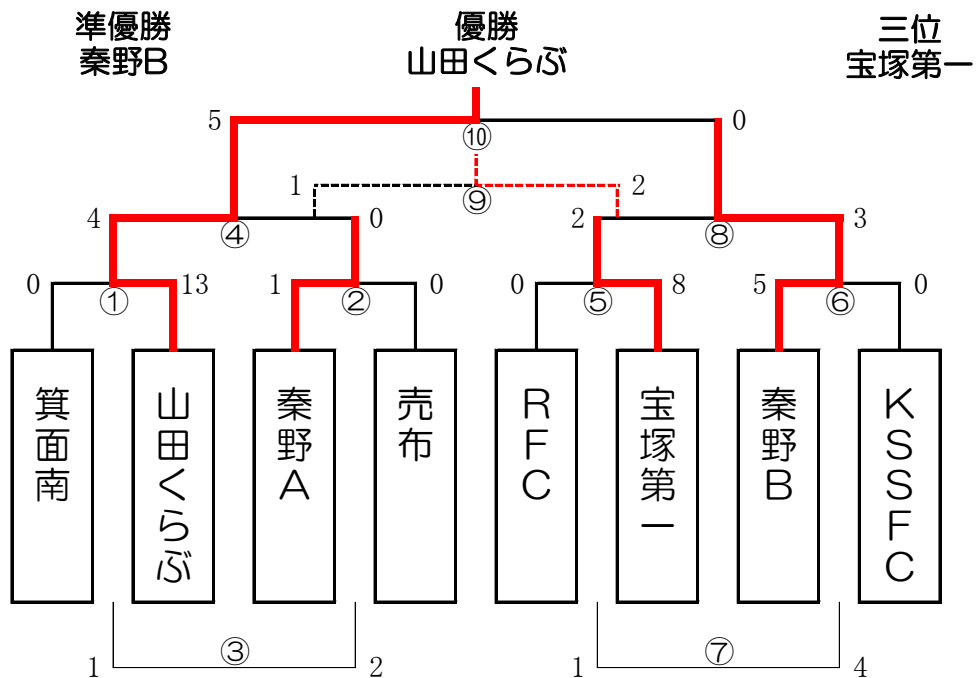 準優勝
秦野B
優勝
山田くらぶ
三位
宝塚第一
5
⑩
0
1
⑨
2
4
④
0
2
⑧
3
0
①
13
1
②
0
0
⑤
8
5
⑥
0
箕面南
山田くらぶ
秦野A
売布
RFC
宝塚第一
秦野B
KSSFC
1
③
2
1
⑦
4